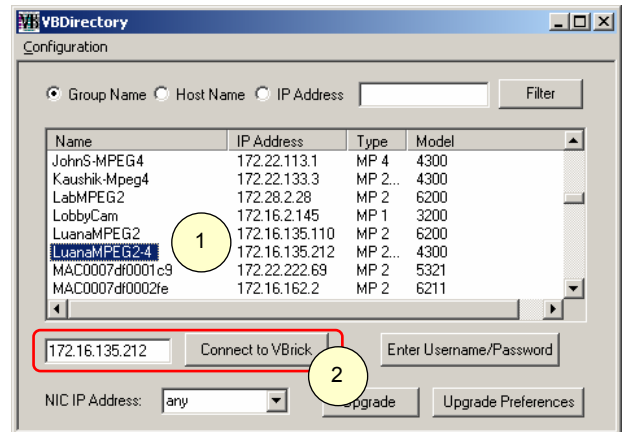 VB VBDirectory
Configuration
Group Name Host Name IP Address Filter
Name IP Address Type Model
JohnS-MPEG4 172.22.113.1 MP 4 4300
Kaushik-Mpeg4 172.22.133.3 MP 2... 4300
LabMPEG2 172.28.2.28 MP 2 6200
LobbyCam 172.16.2.145 MP 1 3200
LuanaMPEG2 172.16.135.110 MP 2 6200
LuanaMPEG2-4 172.16.135.212 MP 2... 4300
MAC0007df0001c9 172.22.222.69 MP 2 5321
MAC0007df0002fe 172.16.162.2 MP 2 6211
1
172.16.135.212 Connect to VBrick Enter Username/Password
2
NIC IP Address: any Upgrade Upgrade Preferences